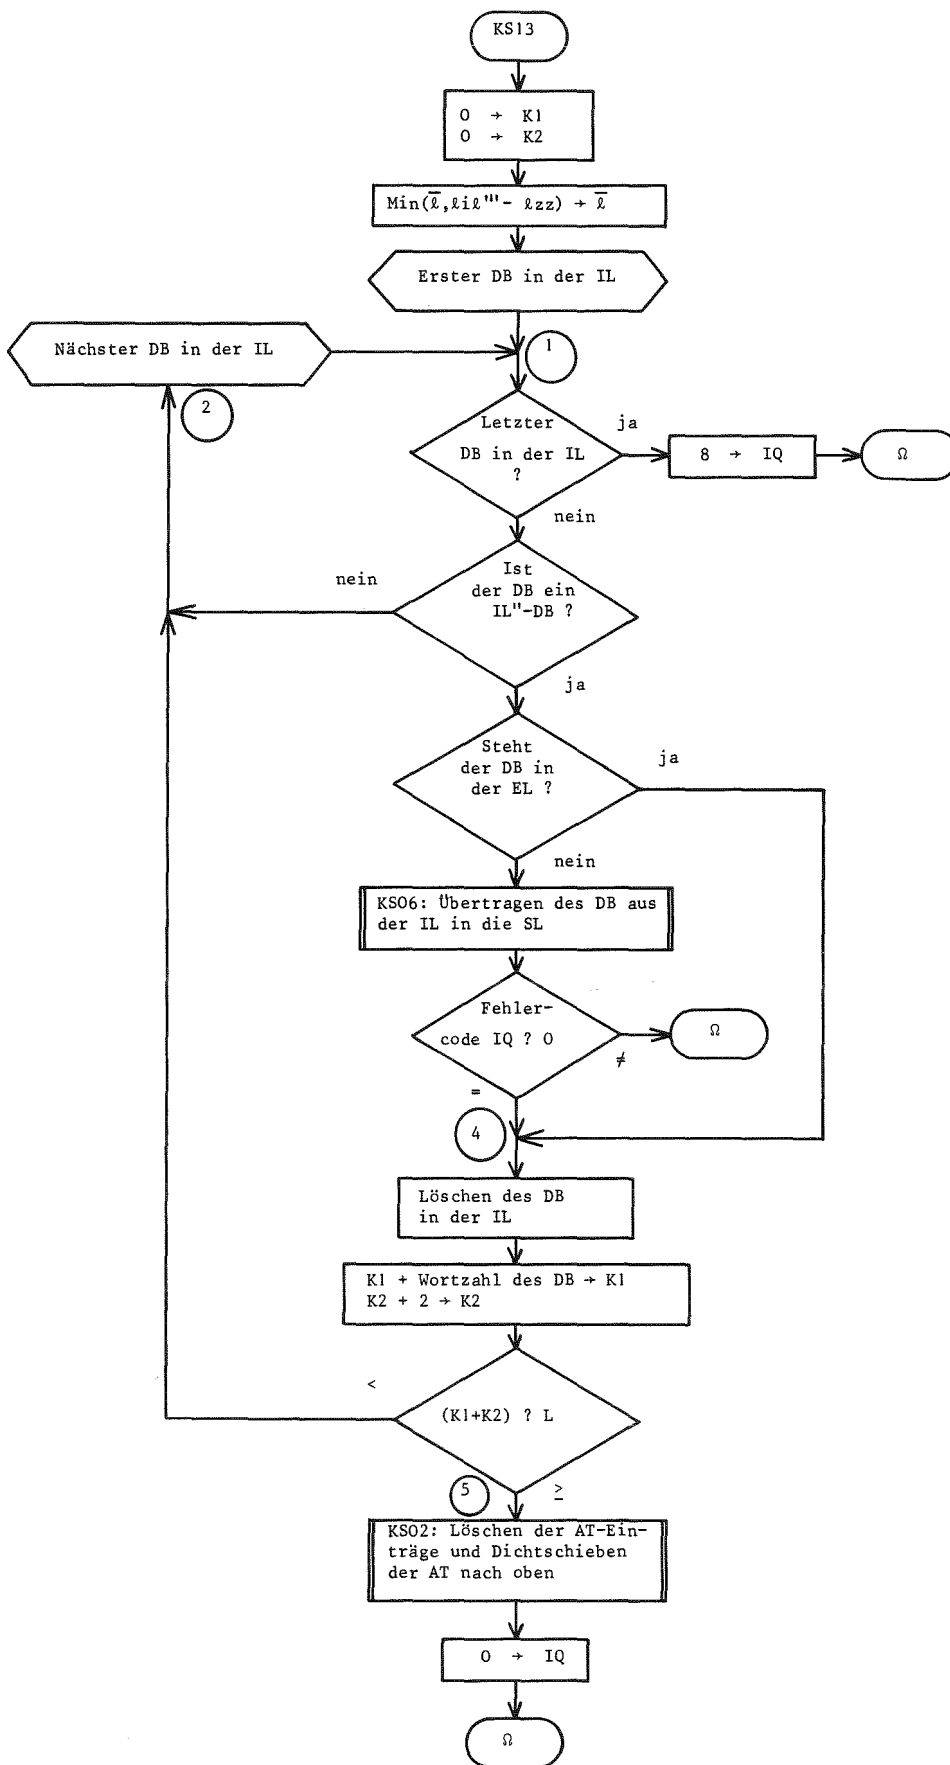 KS13
0 → K1
0 → K2
Min(ℓ̅,ℓiℓ''''- ℓzz) → ℓ̅
Erster DB in der IL
Nächster DB in der IL
1
2
Letzter
DB in der IL
?
ja
8 → IQ
Ω
nein
Ist
der DB ein
IL"-DB ?
nein
ja
Steht
der DB in
der EL ?
ja
nein
KSO6: Übertragen des DB aus
der IL in die SL
Fehler-
code IQ ? O
Ω
≠
=
4
Löschen des DB
in der IL
K1 + Wortzahl des DB → K1
K2 + 2 → K2
<
(K1+K2) ? L
5
≥
KSO2: Löschen der AT-Ein-
träge und Dichtschieben
der AT nach oben
O → IQ
Ω